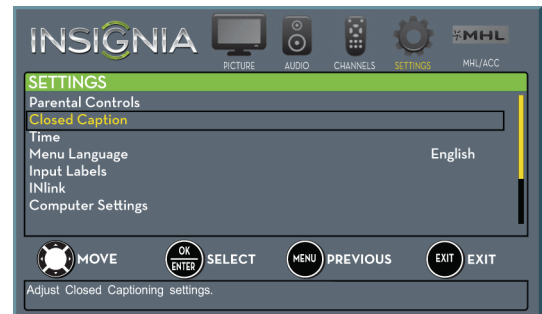 INSIGNIA
PICTURE AUDIO CHANNELS SETTINGS MHL MHL/ACC
SETTINGS
Parental Controls
Closed Caption
Time
Menu Language English
Input Labels
INlink
Computer Settings
MOVE OK ENTER SELECT MENU PREVIOUS EXIT EXIT
Adjust Closed Captioning settings.